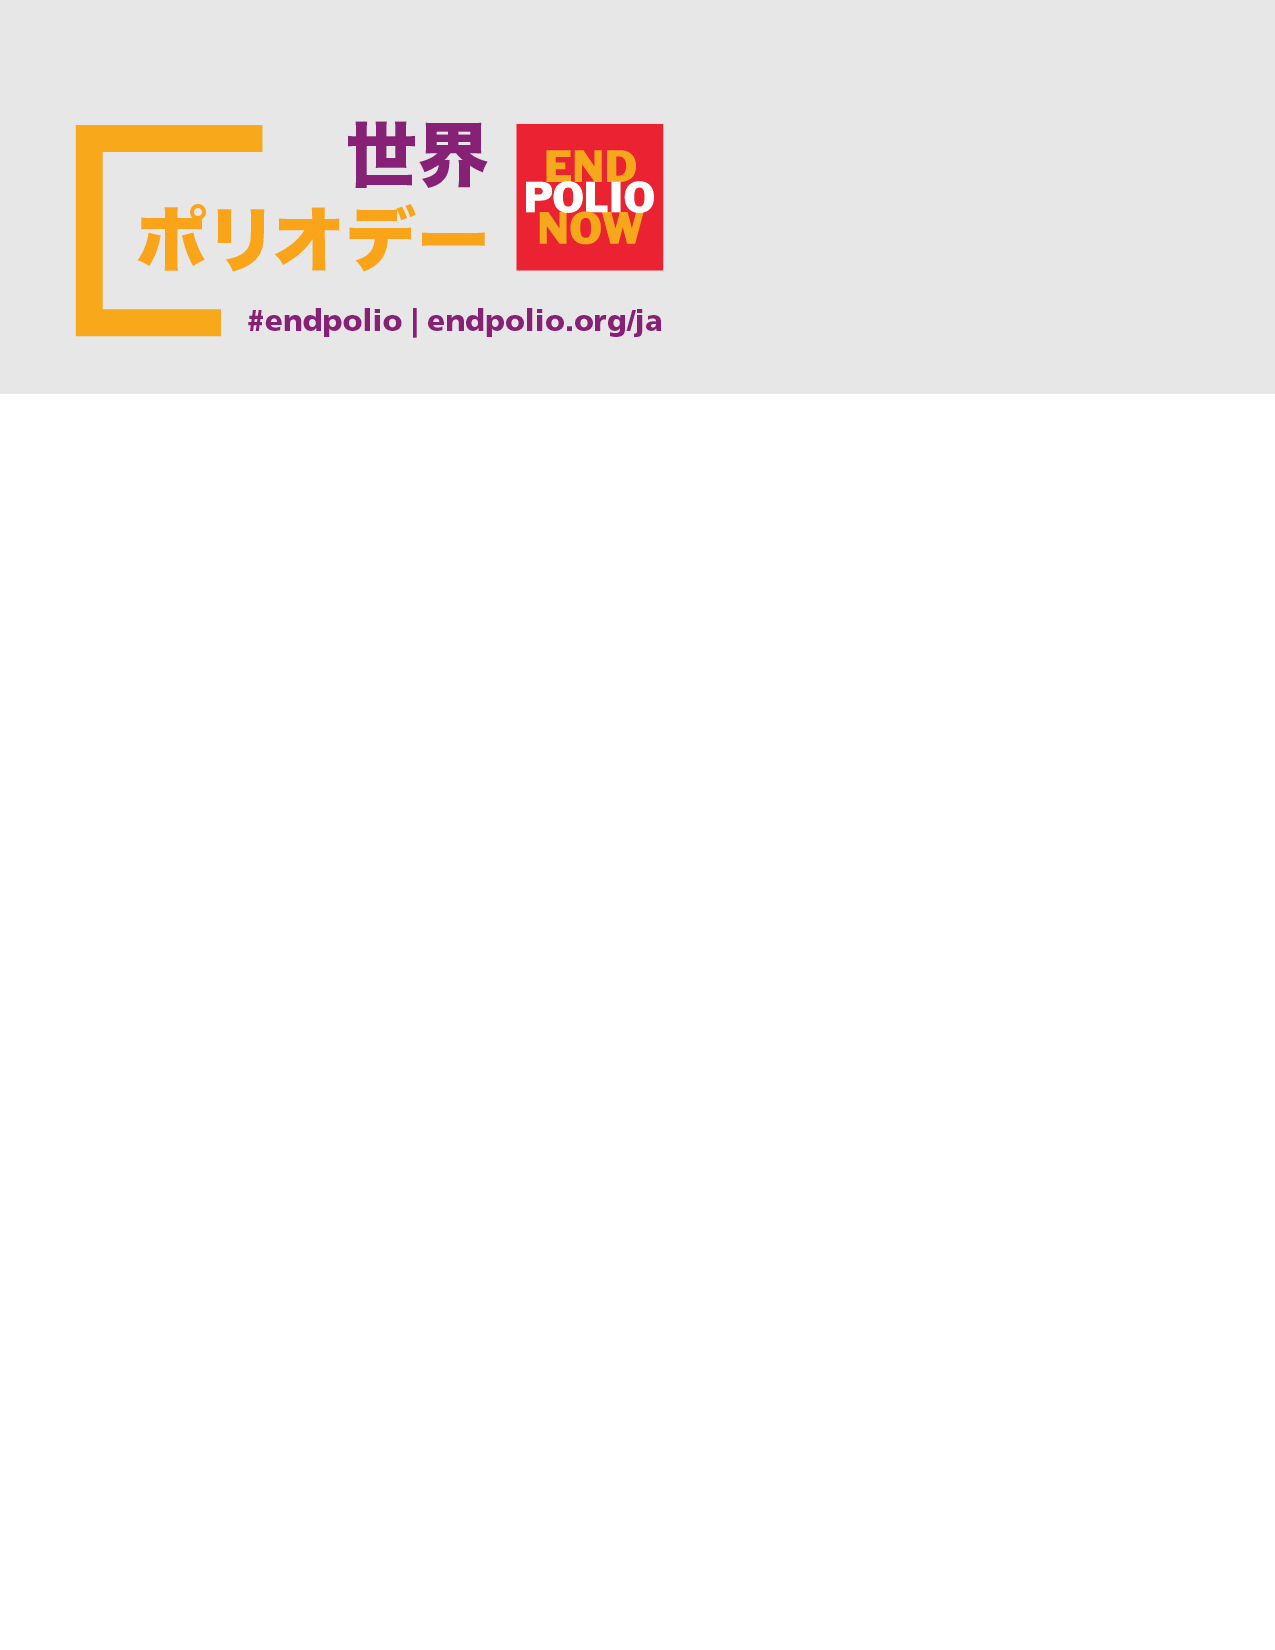 世界
ポリオデー
END
POLIO
NOW
#endpolio | endpolio.org/ja